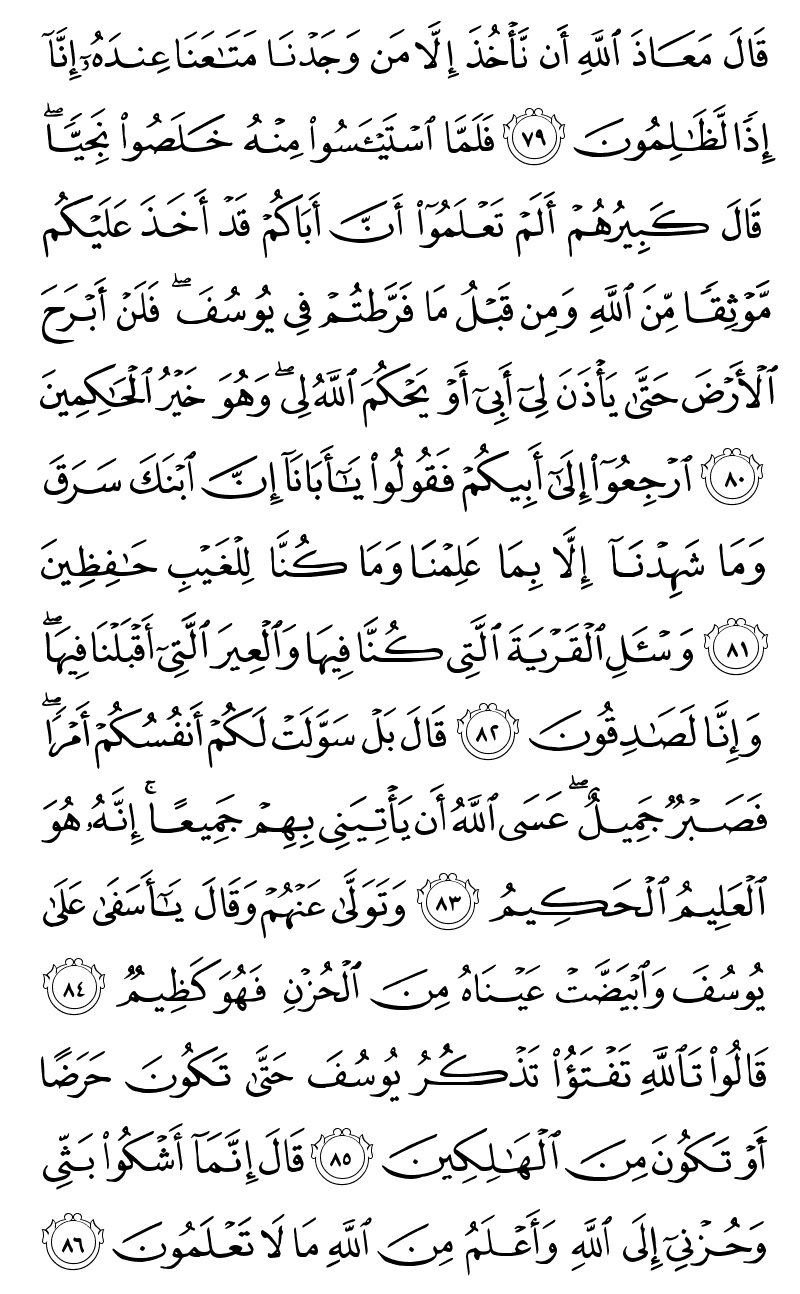 قَالَ مَعَاذَ ٱللَّهِ أَن نَّأۡخُذَ إِلَّا مَن وَجَدۡنَا مَتَٰعَنَا عِندَهُۥٓ إِنَّآ
إِذٗا لَّظَٰلِمُونَ ٧٩ فَلَمَّا ٱسۡتَيۡـَٔسُواْ مِنۡهُ خَلَصُواْ نَجِيّٗاۖ
قَالَ كَبِيرُهُمۡ أَلَمۡ تَعۡلَمُوٓاْ أَنَّ أَبَاكُمۡ قَدۡ أَخَذَ عَلَيۡكُم
مَّوۡثِقٗا مِّنَ ٱللَّهِ وَمِن قَبۡلُ مَا فَرَّطتُمۡ فِي يُوسُفَۖ فَلَنۡ أَبۡرَحَ
ٱلۡأَرۡضَ حَتَّىٰ يَأۡذَنَ لِيٓ أَبِيٓ أَوۡ يَحۡكُمَ ٱللَّهُ لِيۖ وَهُوَ خَيۡرُ ٱلۡحَٰكِمِينَ
٨٠ ٱرۡجِعُوٓاْ إِلَىٰٓ أَبِيكُمۡ فَقُولُواْ يَٰٓأَبَانَآ إِنَّ ٱبۡنَكَ سَرَقَ
وَمَا شَهِدۡنَآ إِلَّا بِمَا عَلِمۡنَا وَمَا كُنَّا لِلۡغَيۡبِ حَٰفِظِينَ
٨١ وَسۡـَٔلِ ٱلۡقَرۡيَةَ ٱلَّتِي كُنَّا فِيهَا وَٱلۡعِيرَ ٱلَّتِيٓ أَقۡبَلۡنَا فِيهَاۖ
وَإِنَّا لَصَٰدِقُونَ ٨٢ قَالَ بَلۡ سَوَّلَتۡ لَكُمۡ أَنفُسُكُمۡ أَمۡرٗاۖ
فَصَبۡرٞ جَمِيلٌۖ عَسَى ٱللَّهُ أَن يَأۡتِيَنِي بِهِمۡ جَمِيعًاۚ إِنَّهُۥ هُوَ
ٱلۡعَلِيمُ ٱلۡحَكِيمُ ٨٣ وَتَوَلَّىٰ عَنۡهُمۡ وَقَالَ يَٰٓأَسَفَىٰ عَلَىٰ
يُوسُفَ وَٱبۡيَضَّتۡ عَيۡنَاهُ مِنَ ٱلۡحُزۡنِ فَهُوَ كَظِيمٞ ٨٤
قَالُواْ تَٱللَّهِ تَفۡتَؤُاْ تَذۡكُرُ يُوسُفَ حَتَّىٰ تَكُونَ حَرَضًا
أَوۡ تَكُونَ مِنَ ٱلۡهَٰلِكِينَ ٨٥ قَالَ إِنَّمَآ أَشۡكُواْ بَثِّي
وَحُزۡنِيٓ إِلَى ٱللَّهِ وَأَعۡلَمُ مِنَ ٱللَّهِ مَا لَا تَعۡلَمُونَ ٨٦